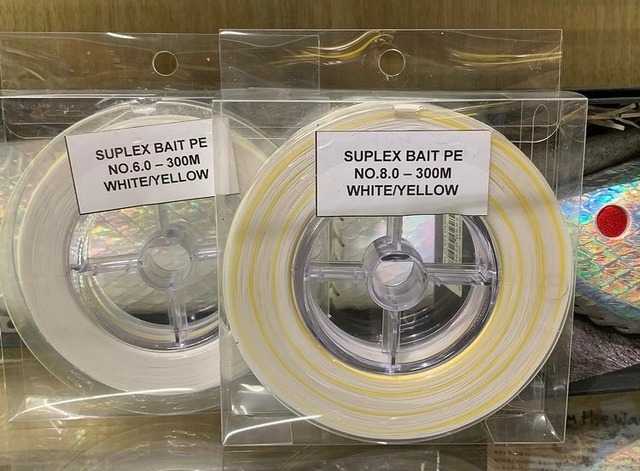 SUPLEX BAIT PE
NO.6.0 – 300M
WHITE/YELLOW
SUPLEX BAIT PE
NO.8.0 – 300M
WHITE/YELLOW